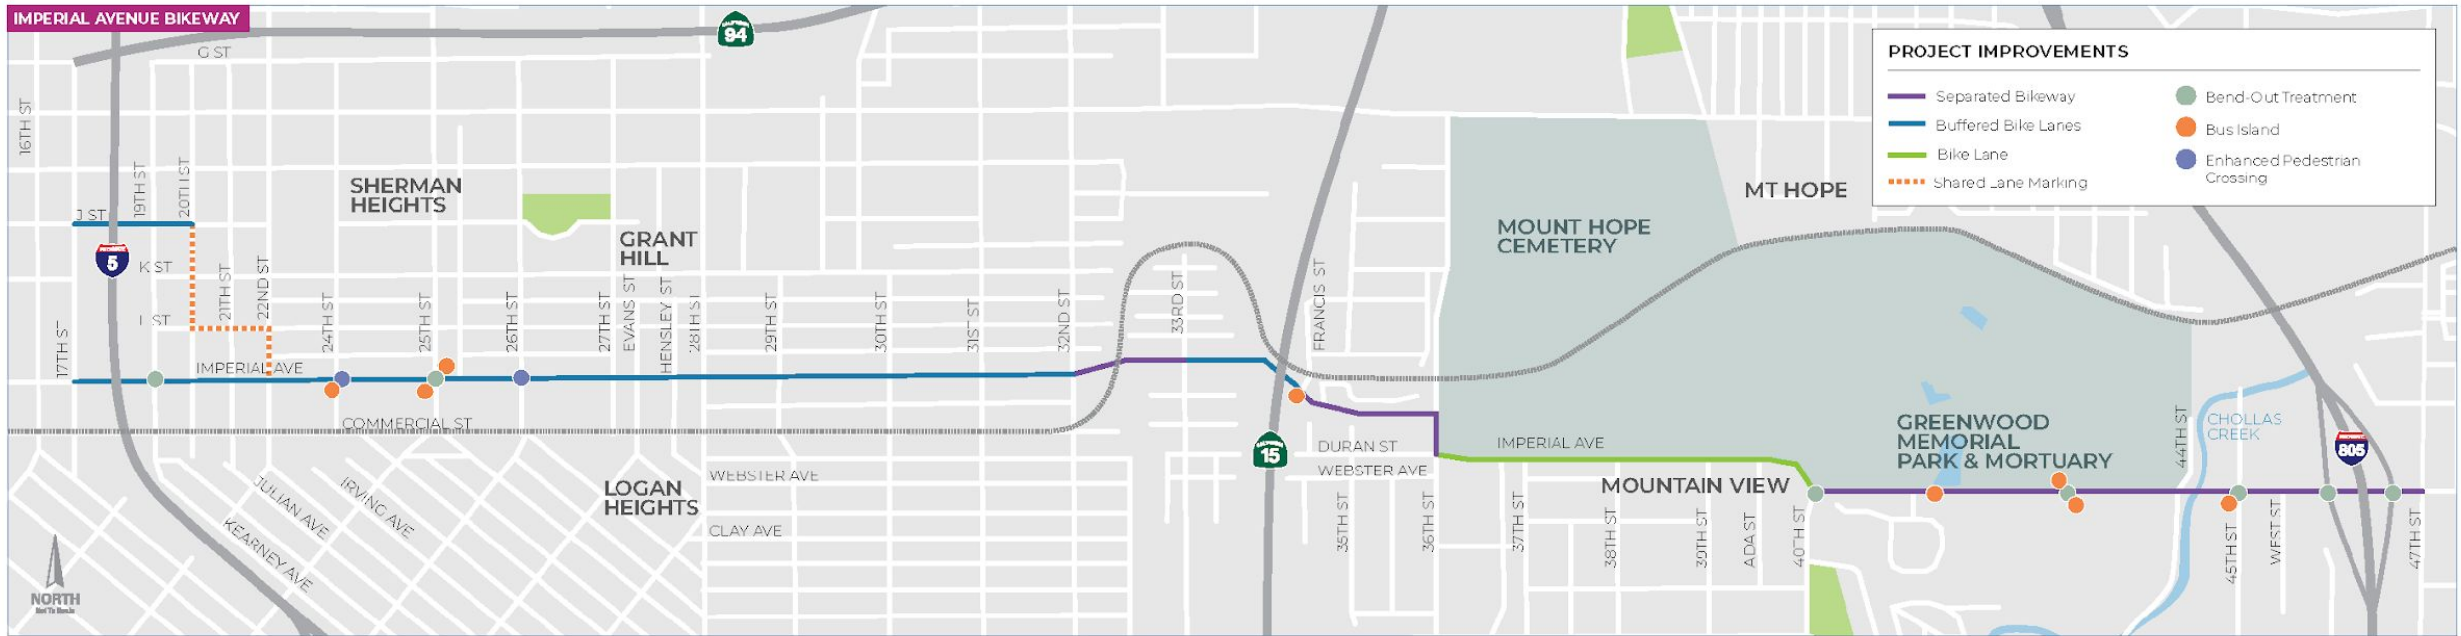 IMPERIAL AVENUE BIKEWAY
94
G ST
16TH ST
19TH ST
20TH ST
J ST
5
K ST
I ST
21TH ST
22ND ST
17TH ST
SHERMAN
HEIGHTS
GRANT
HILL
24TH ST
25TH ST
26TH ST
27TH ST
EVANS ST
HENSLEY ST
28TH ST
29TH ST
30TH ST
31ST ST
32ND ST
33RD ST
FRANCIS ST
IMPERIAL AVE
COMMERCIAL ST
JULIAN AVE
IRVING AVE
KEARNEY AVE
LOGAN
HEIGHTS
WEBSTER AVE
CLAY AVE
15
DURAN ST
WEBSTER AVE
35TH ST
36TH ST
37TH ST
38TH ST
39TH ST
ADA ST
40TH ST
IMPERIAL AVE
MOUNTAIN VIEW
MOUNT HOPE
CEMETERY
MT HOPE
GREENWOOD
MEMORIAL
PARK & MORTUARY
44TH ST
CHOLLAS
CREEK
805
45TH ST
WEST ST
47TH ST
NORTH
PROJECT IMPROVEMENTS
Separated Bikeway
Buffered Bike Lanes
Bike Lane
Shared Lane Marking
Bend-Out Treatment
Bus Island
Enhanced Pedestrian
Crossing